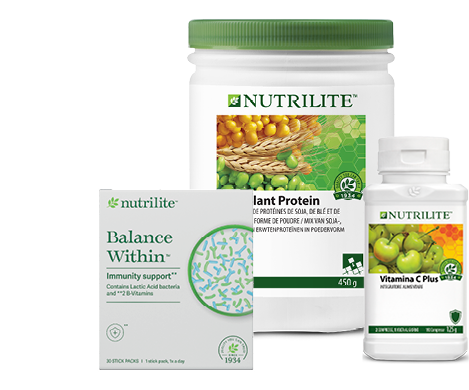 NUTRILITE™
lant Protein
DE PROTÉINES DE SOJA, DE BLÉ ET DE
FORME DE POUDRE / MIX VAN SOJA-,
ERWTENPROTEÏNEN IN POEDERVORM
1934
450 g
nutrilite™
Balance
Within™
Immunity support**
Contains Lactic Acid bacteria
and **2 B-Vitamins
30 STICK PACKS
1 stick pack, 1x a day
SINCE
1934
NUTRILITE™
Vitamina C Plus
INTEGRATORE ALIMENTARE
1934
125 g